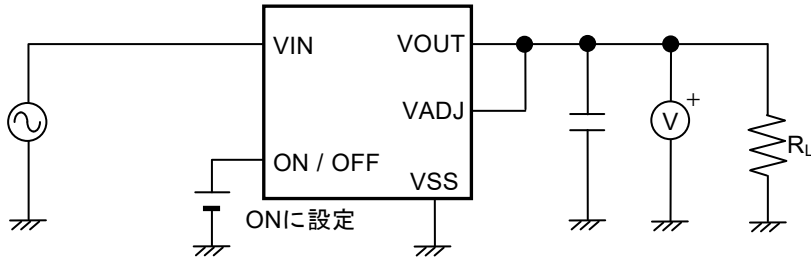 VIN
VOUT
VADJ
ON / OFF
VSS
ONに設定
V
+
RL